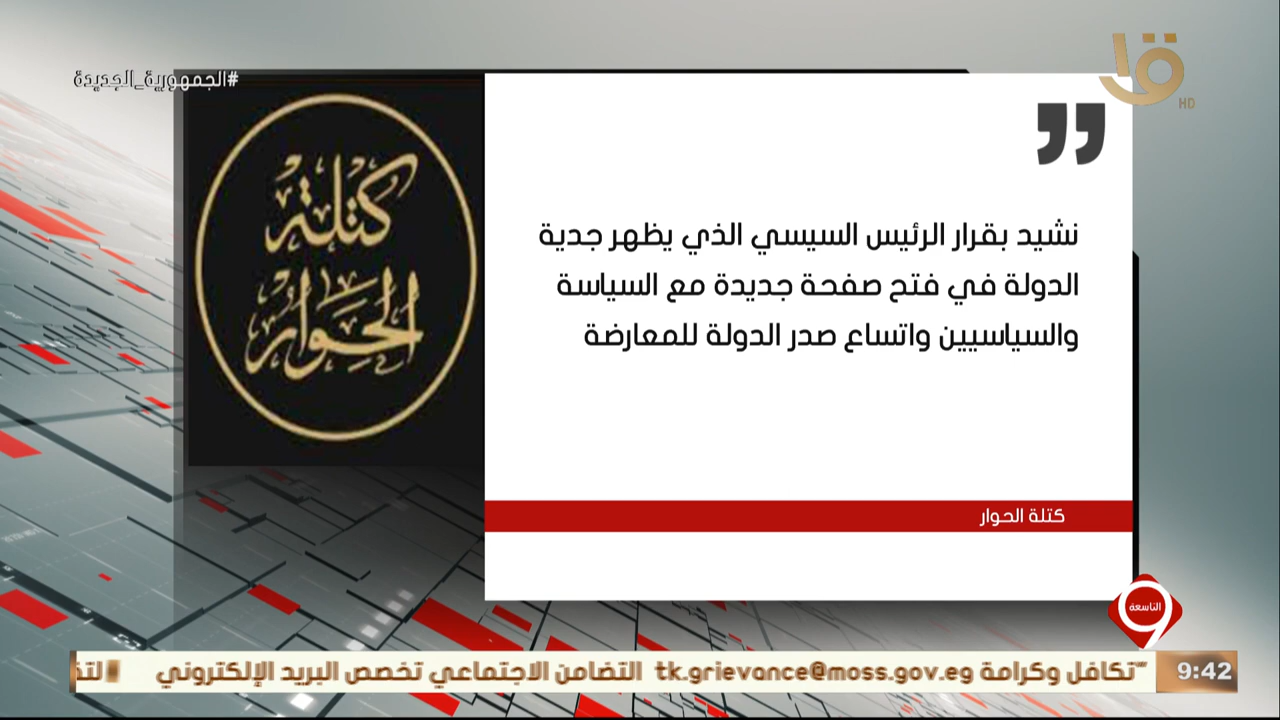 #الجمهورية_الجديدة
HD
كتلة
الحوار
نشيد بقرار الرئيس السيسي الذي يظهر جدية
الدولة في فتح صفحة جديدة مع السياسة
والسياسيين واتساع صدر الدولة للمعارضة
كتلة الحوار
التاسعة
9
9:42
"تكافل وكرامة tk.grievance@moss.gov.eg التضامن الاجتماعي تخصص البريد الإلكتروني